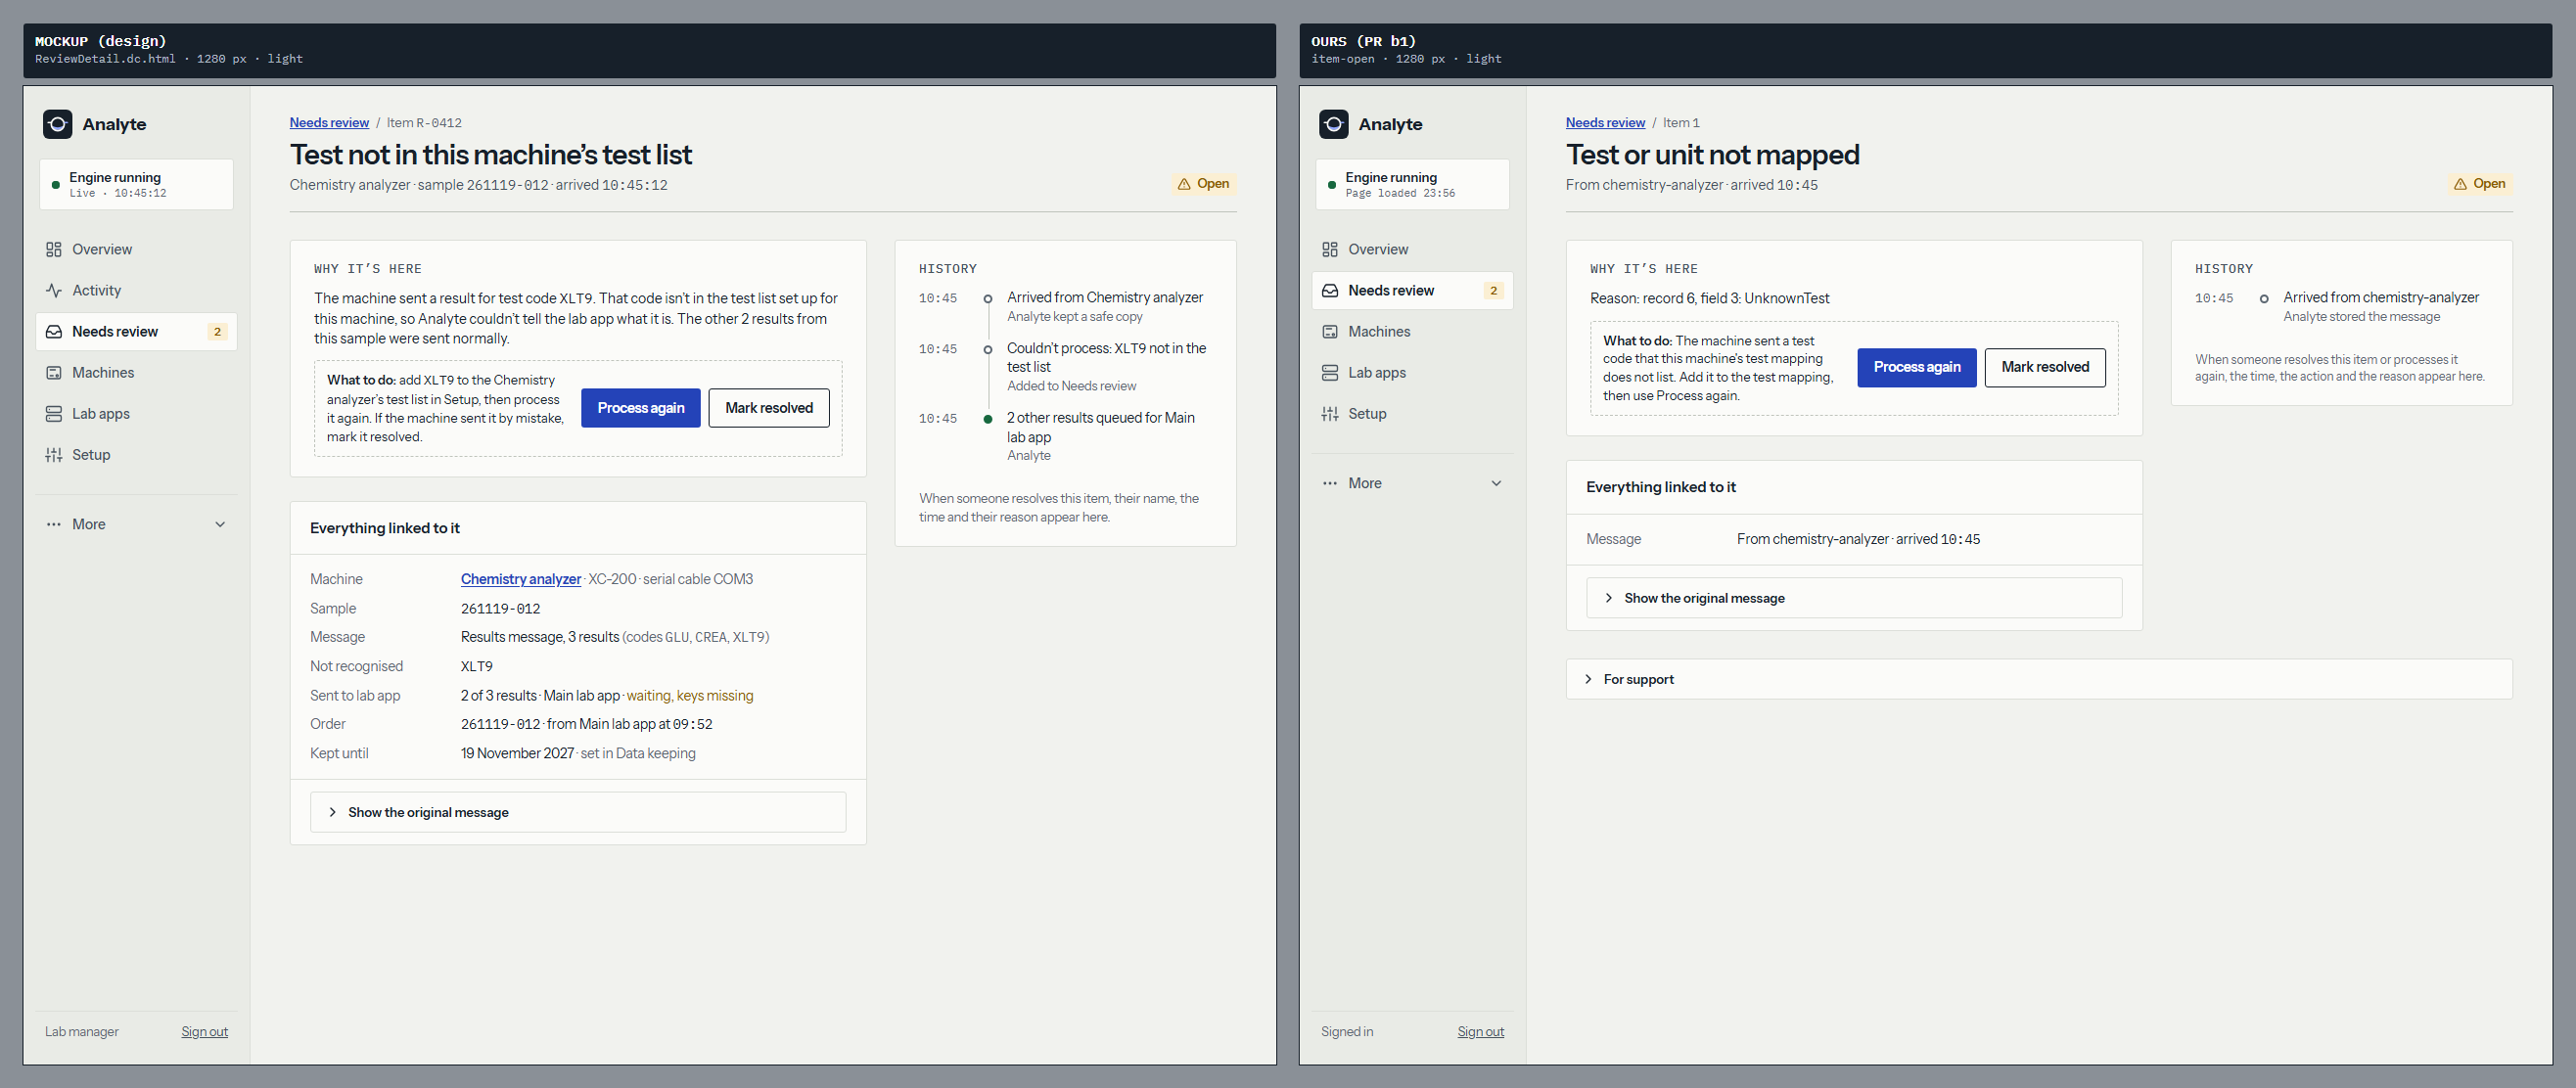 MOCKUP (design)
ReviewDetail.dc.html · 1280 px · light
Analyte
Engine running
Live · 10:45:12
Overview
Activity
Needs review 2
Machines
Lab apps
Setup
More
Lab manager Sign out
Needs review / Item R-0412
Test not in this machine’s test list
Chemistry analyzer · sample 261119-012 · arrived 10:45:12
Open
WHY IT’S HERE
The machine sent a result for test code XLT9. That code isn’t in the test list set up for
this machine, so Analyte couldn’t tell the lab app what it is. The other 2 results from
this sample were sent normally.
What to do: add XLT9 to the Chemistry
analyzer’s test list in Setup, then process
it again. If the machine sent it by mistake,
mark it resolved.
Process again
Mark resolved
Everything linked to it
Machine Chemistry analyzer · XC-200 · serial cable COM3
Sample 261119-012
Message Results message, 3 results (codes GLU, CREA, XLT9)
Not recognised XLT9
Sent to lab app 2 of 3 results · Main lab app · waiting, keys missing
Order 261119-012 · from Main lab app at 09:52
Kept until 19 November 2027 · set in Data keeping
Show the original message
HISTORY
10:45 Arrived from Chemistry analyzer
Analyte kept a safe copy
10:45 Couldn’t process: XLT9 not in the
test list
Added to Needs review
10:45 2 other results queued for Main
lab app
Analyte
When someone resolves this item, their name, the
time and their reason appear here.
OURS (PR b1)
item-open · 1280 px · light
Analyte
Engine running
Page loaded 23:56
Overview
Needs review 2
Machines
Lab apps
Setup
More
Signed in Sign out
Needs review / Item 1
Test or unit not mapped
From chemistry-analyzer · arrived 10:45
Open
WHY IT’S HERE
Reason: record 6, field 3: UnknownTest
What to do: The machine sent a test
code that this machine’s test mapping
does not list. Add it to the test mapping,
then use Process again.
Process again
Mark resolved
Everything linked to it
Message From chemistry-analyzer · arrived 10:45
Show the original message
For support
HISTORY
10:45 Arrived from chemistry-analyzer
Analyte stored the message
When someone resolves this item or processes it
again, the time, the action and the reason appear here.